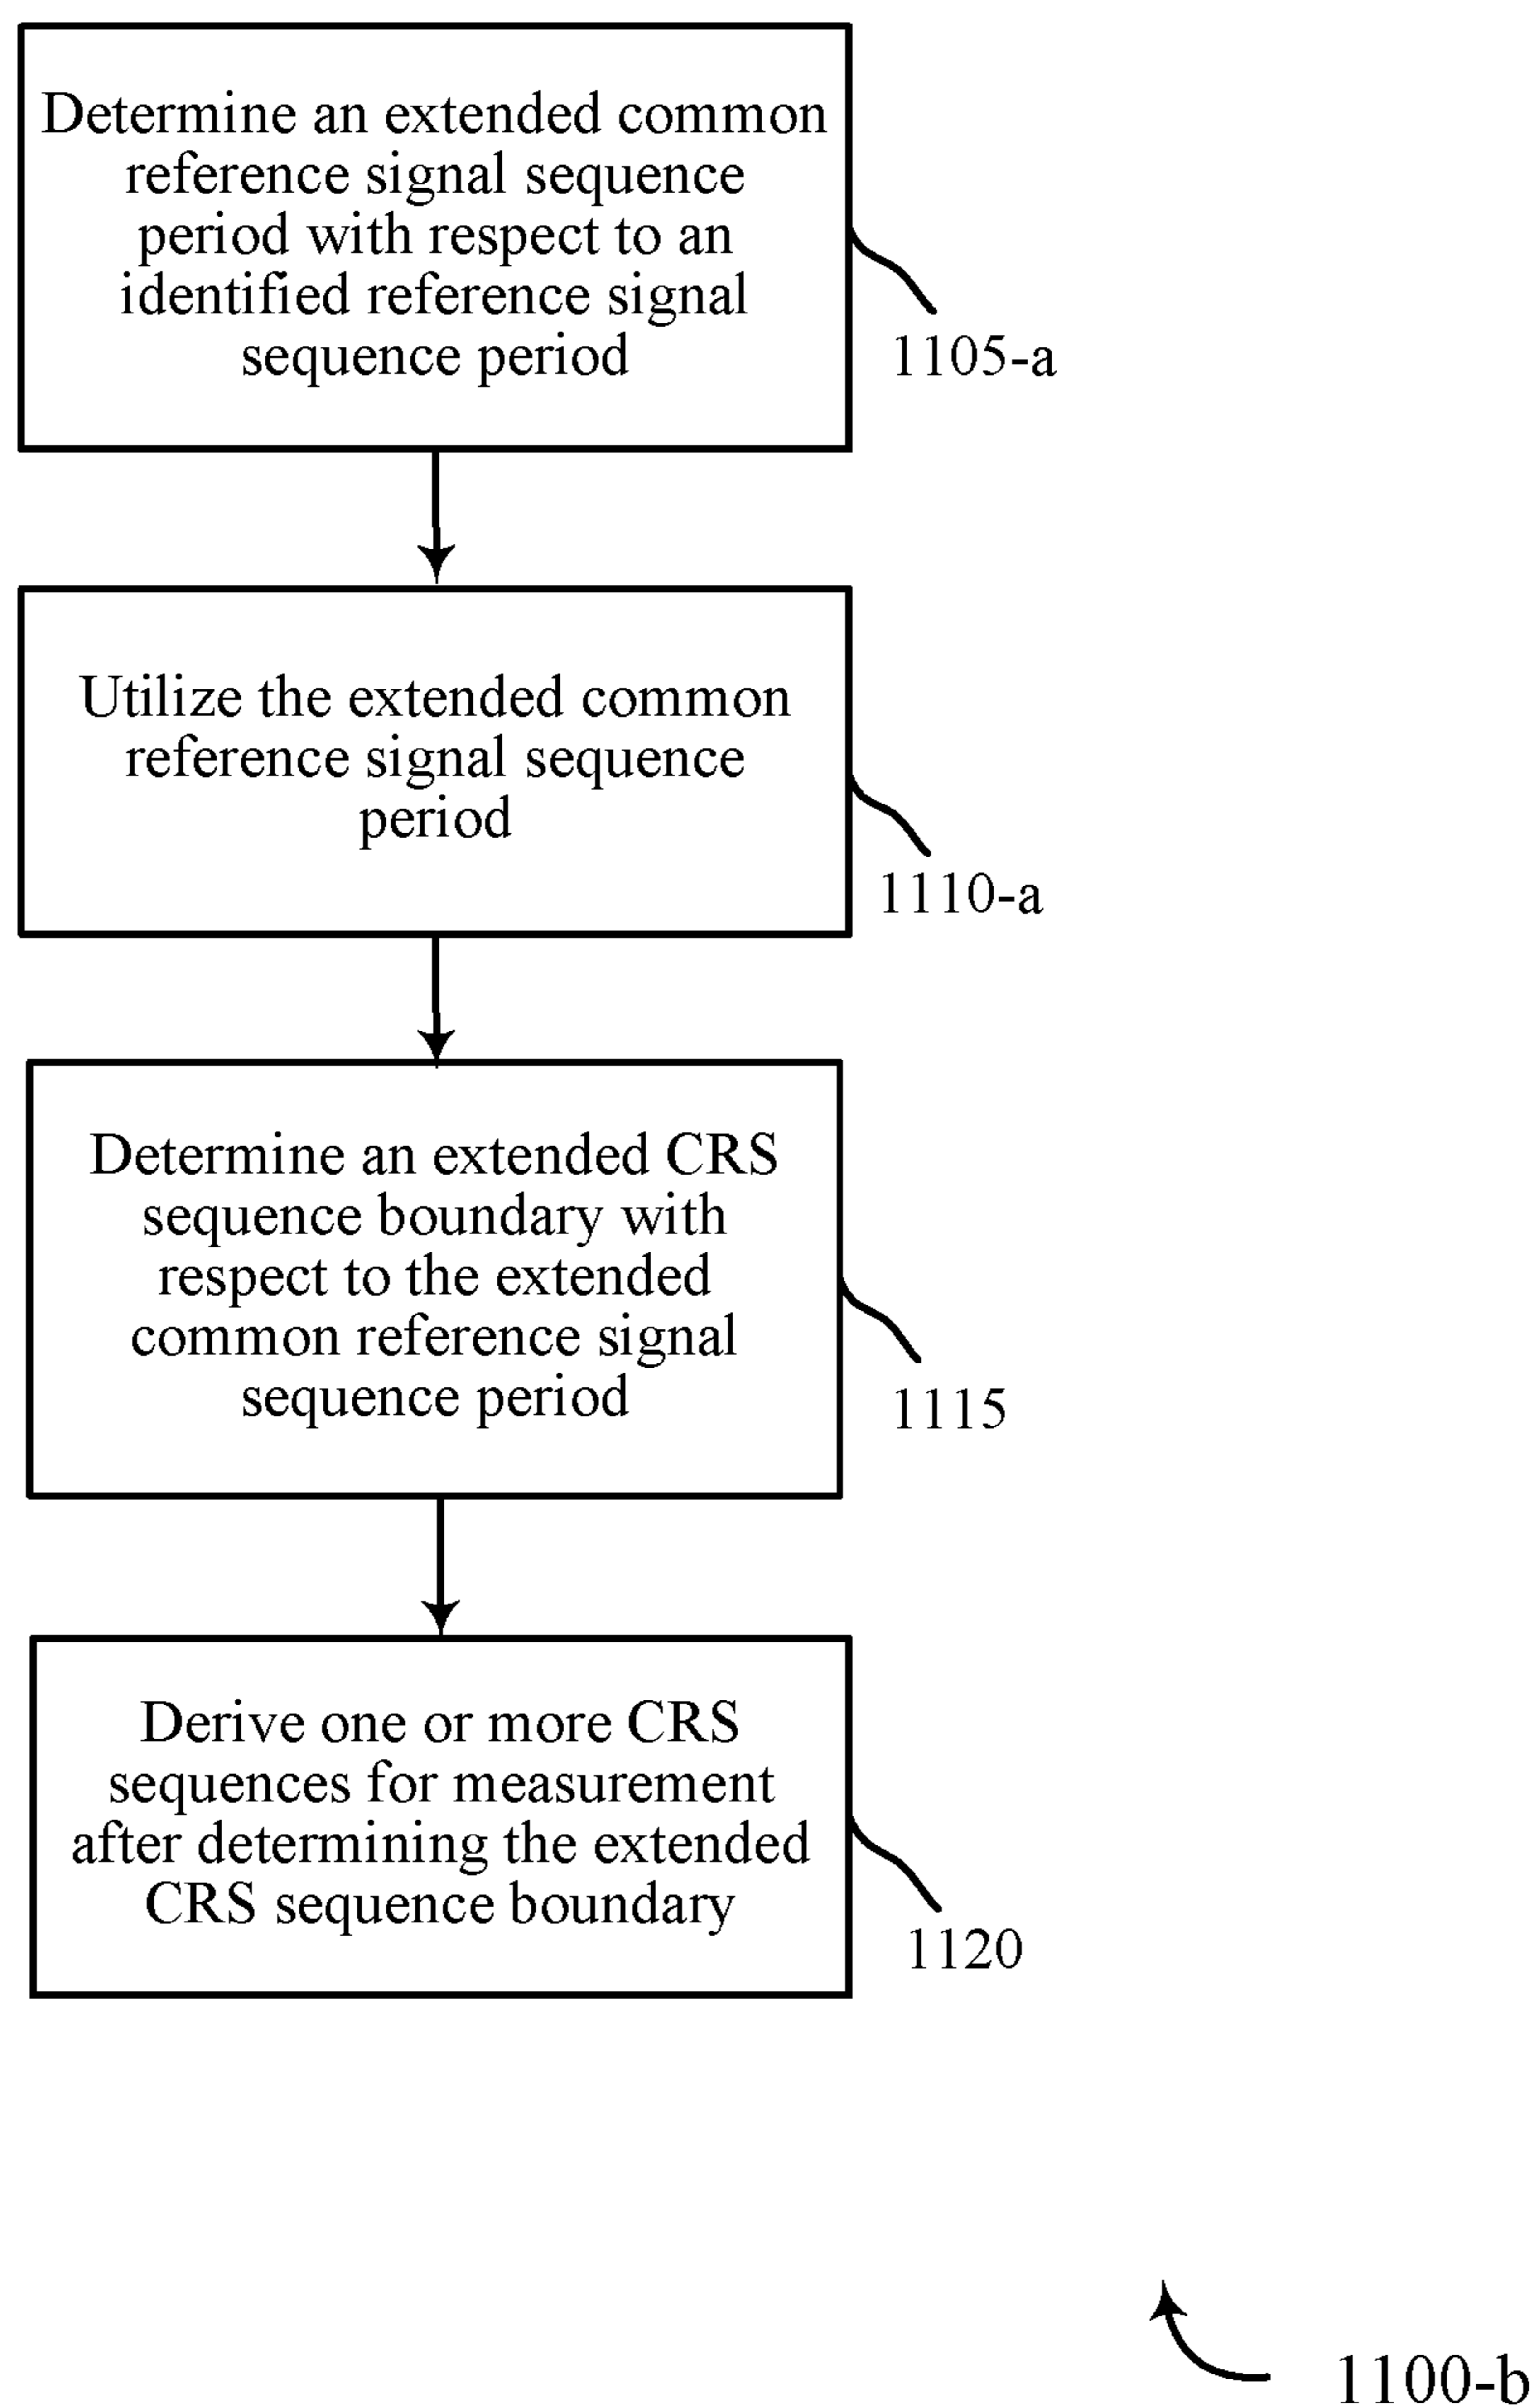 Determine an extended common
reference signal sequence
period with respect to an
identified reference signal
sequence period
1105-a
Utilize the extended common
reference signal sequence
period
1110-a
Determine an extended CRS
sequence boundary with
respect to the extended
common reference signal
sequence period
1115
Derive one or more CRS
sequences for measurement
after determining the extended
CRS sequence boundary
1120
1100-b